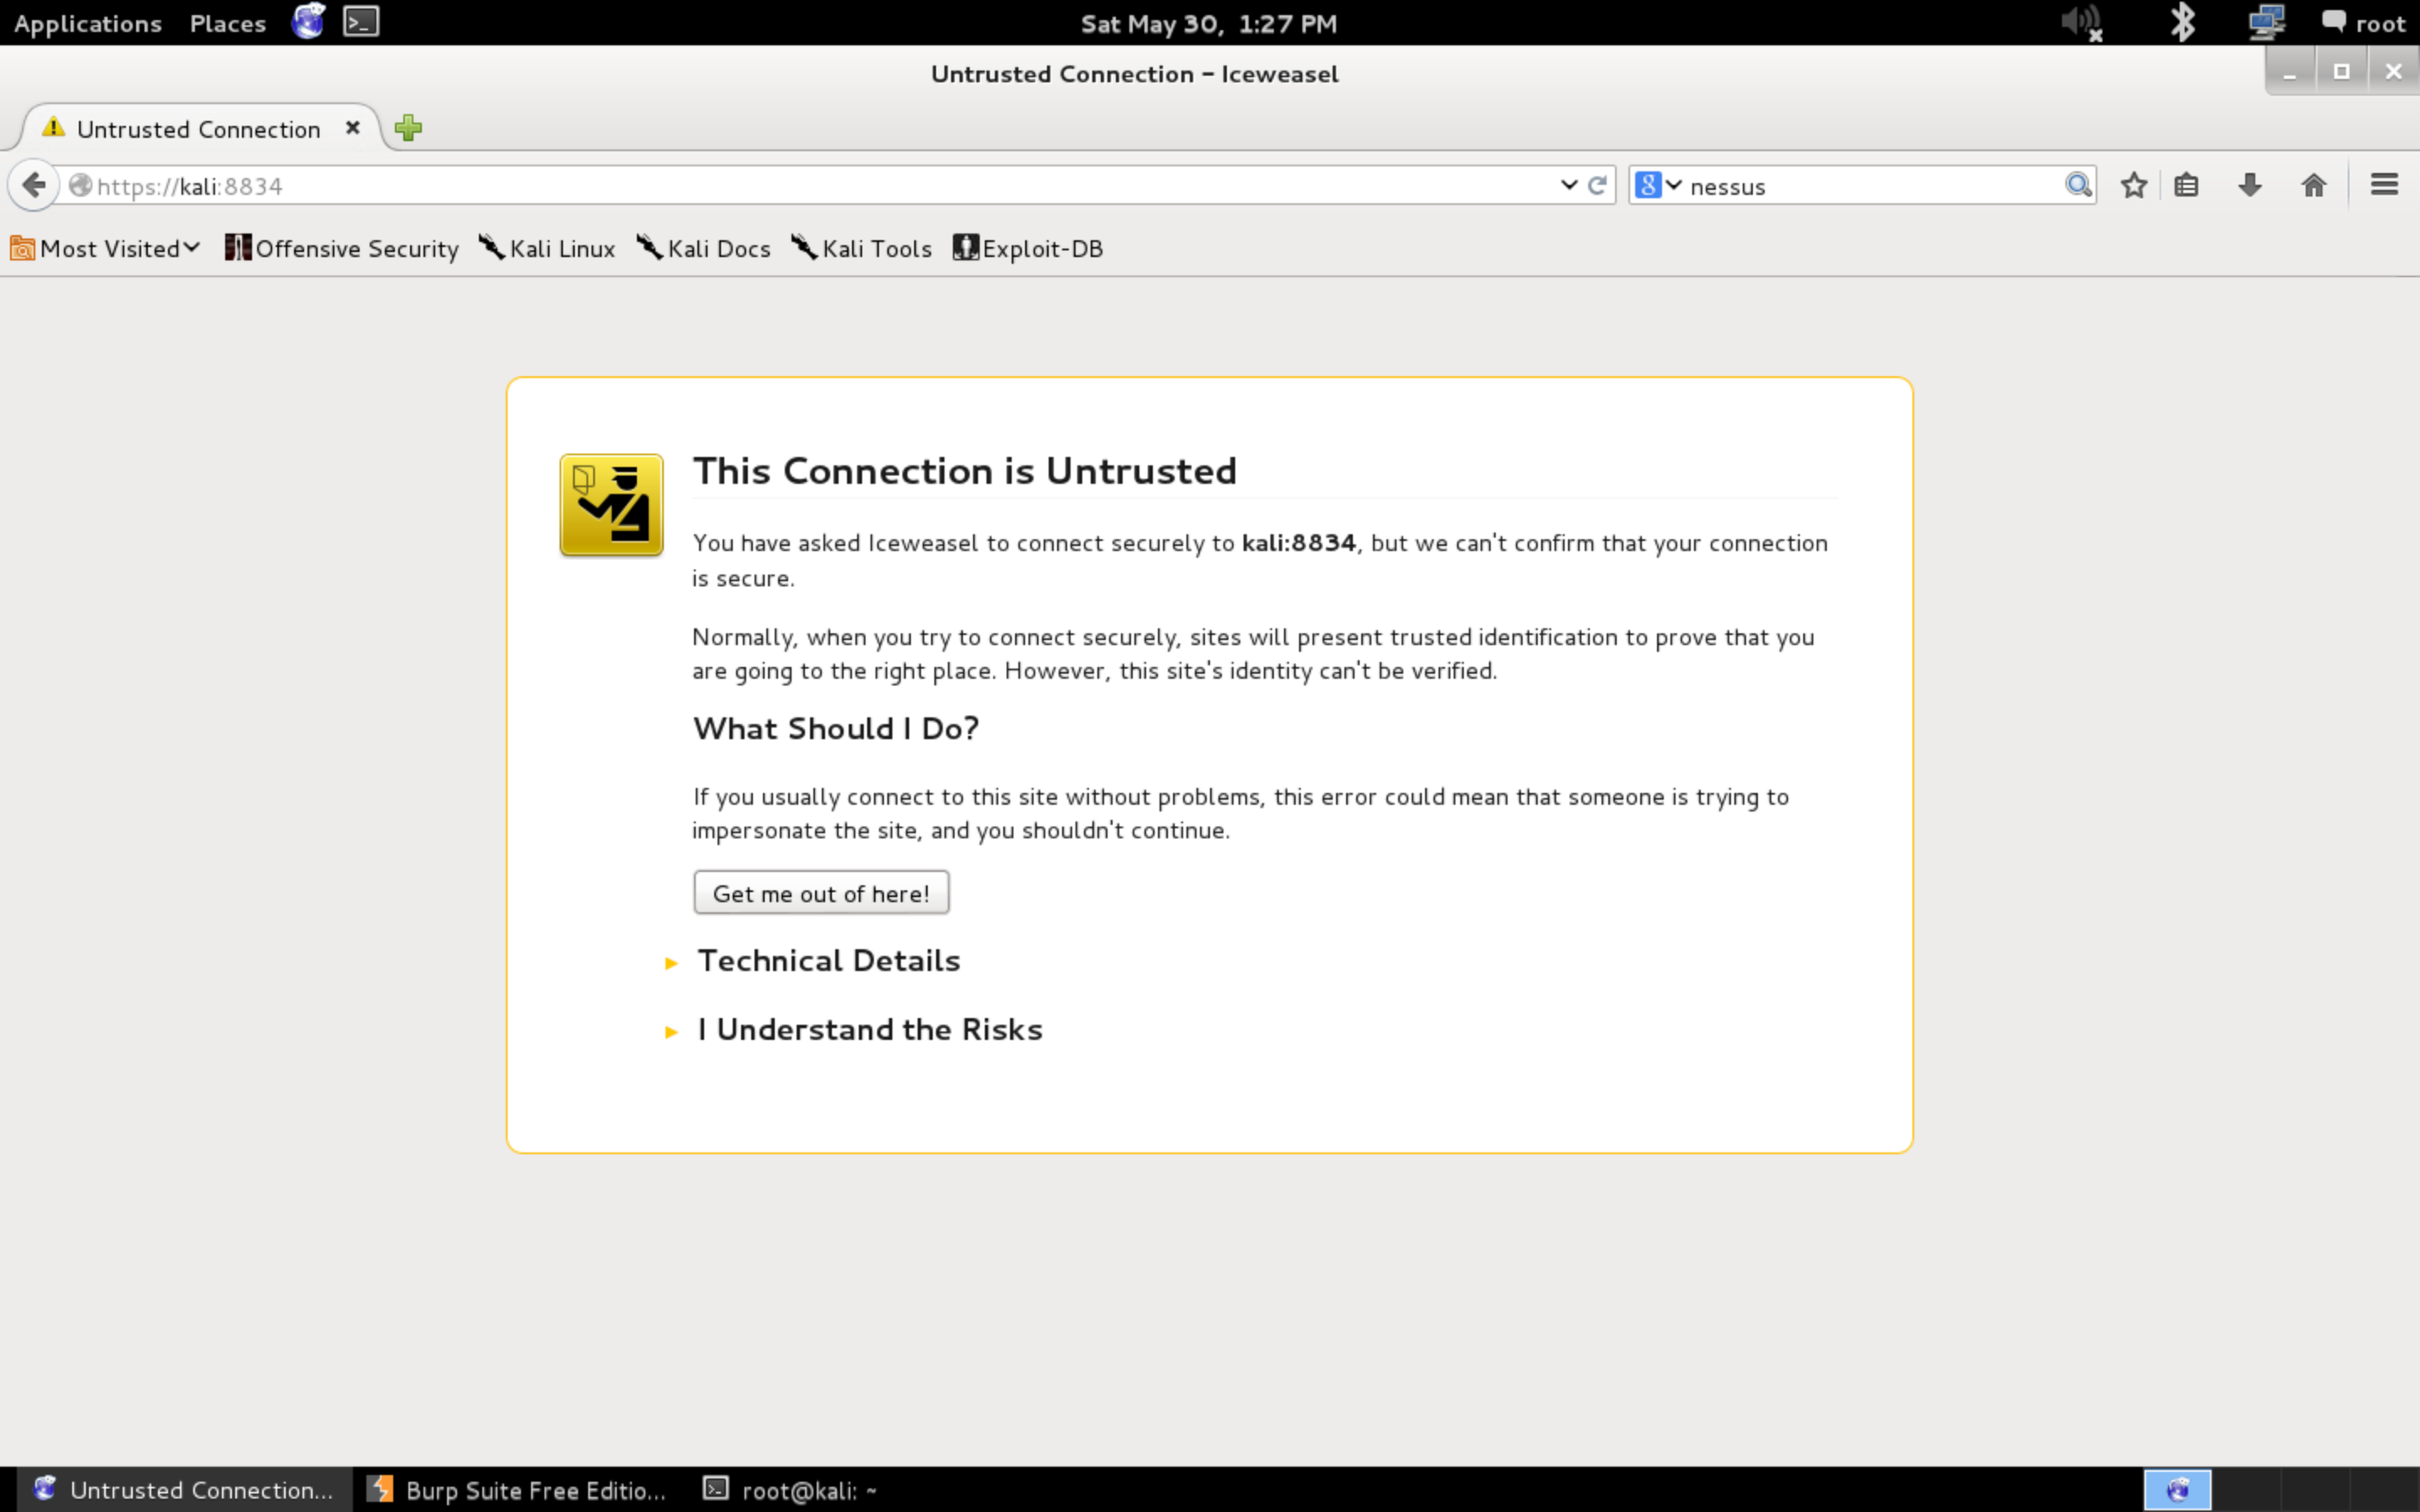 Applications Places Sat May 30, 1:27 PM root
Untrusted Connection - Iceweasel
Untrusted Connection
https://kali:8834 8 nessus
Most Visited Offensive Security Kali Linux Kali Docs Kali Tools Exploit-DB
This Connection is Untrusted
You have asked Iceweasel to connect securely to kali:8834, but we can't confirm that your connection
is secure.
Normally, when you try to connect securely, sites will present trusted identification to prove that you
are going to the right place. However, this site's identity can't be verified.
What Should I Do?
If you usually connect to this site without problems, this error could mean that someone is trying to
impersonate the site, and you shouldn't continue.
Get me out of here!
Technical Details
I Understand the Risks
Untrusted Connection... Burp Suite Free Editio... root@kali: ~